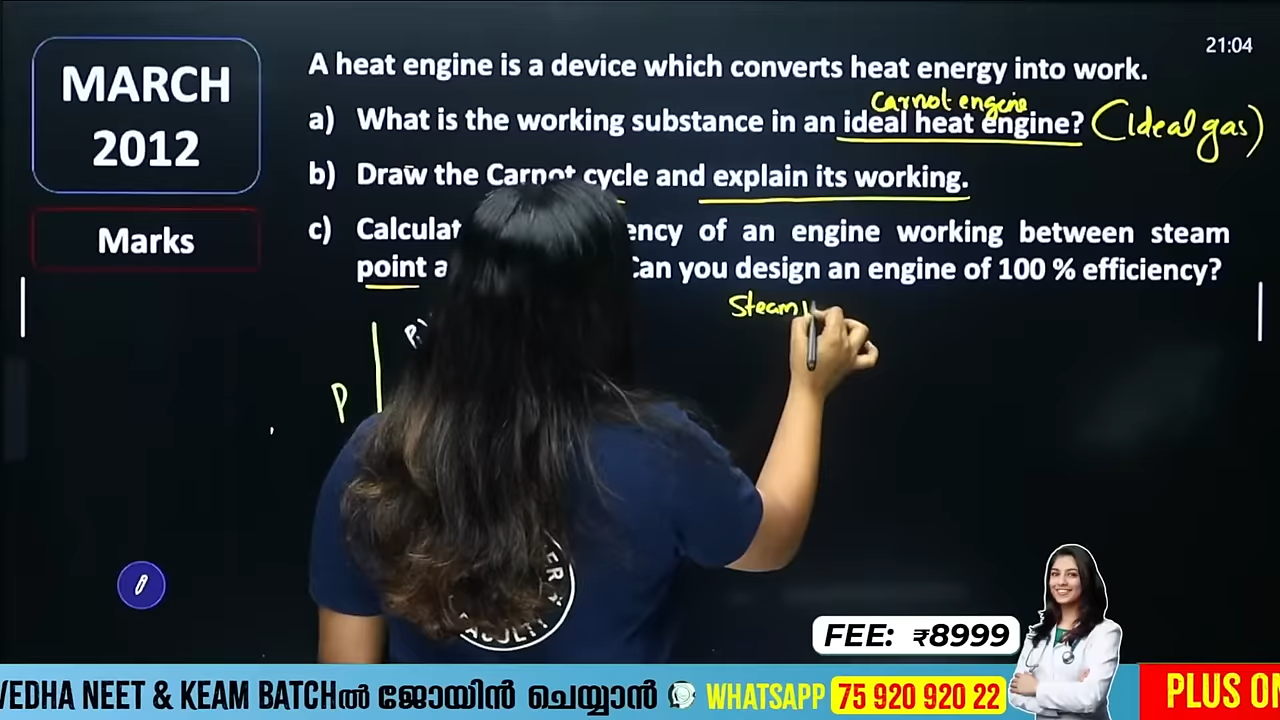 21:04
MARCH
2012
Marks
A heat engine is a device which converts heat energy into work.
Carnot engine
a) What is the working substance in an ideal heat engine? (Ideal gas)
b) Draw the Carnot cycle and explain its working.
c) of an engine working between steam
point Can you design an engine of 100 % efficiency?
Steam
P
FACULTY
FEE: ₹8999
VEDHA NEET & KEAM BATCHൽ ജോയിൻ ചെയ്യാൻ WHATSAPP 75 920 920 22
PLUS